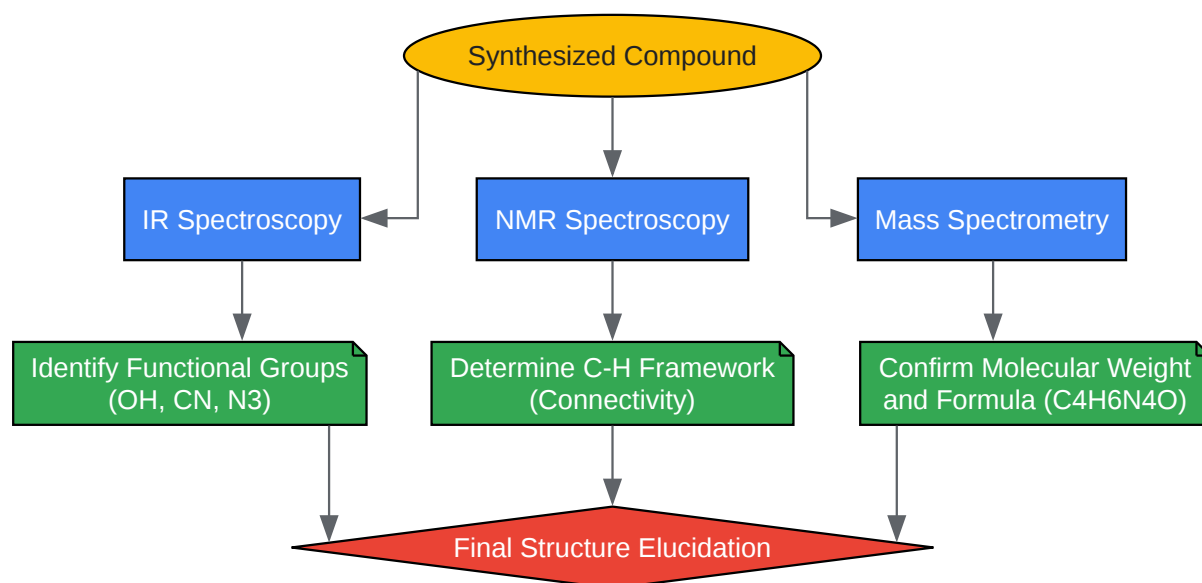 Synthesized Compound
IR Spectroscopy
NMR Spectroscopy
Mass Spectrometry
Identify Functional Groups
(OH, CN, N3)
Determine C-H Framework
(Connectivity)
Confirm Molecular Weight
and Formula (C4H6N4O)
Final Structure Elucidation